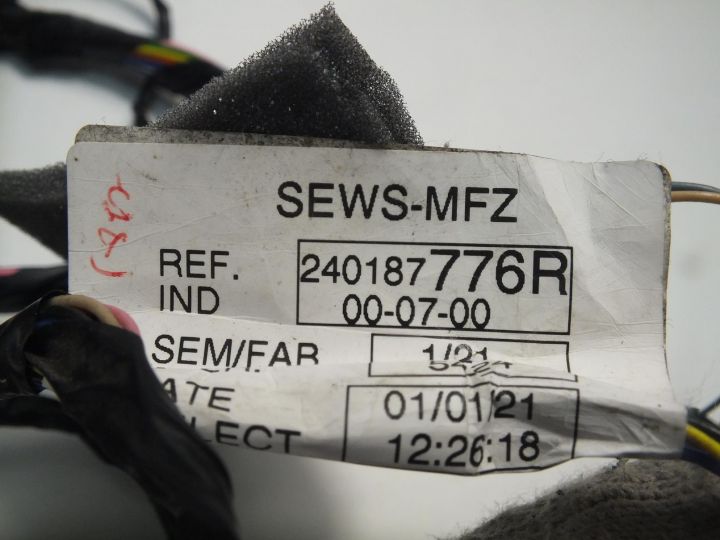 SEWS-MFZ
REF. 240187776R
IND 00-07-00
SEM/FAB 1/21
ATE 01/01/21
LECT 12:26:18